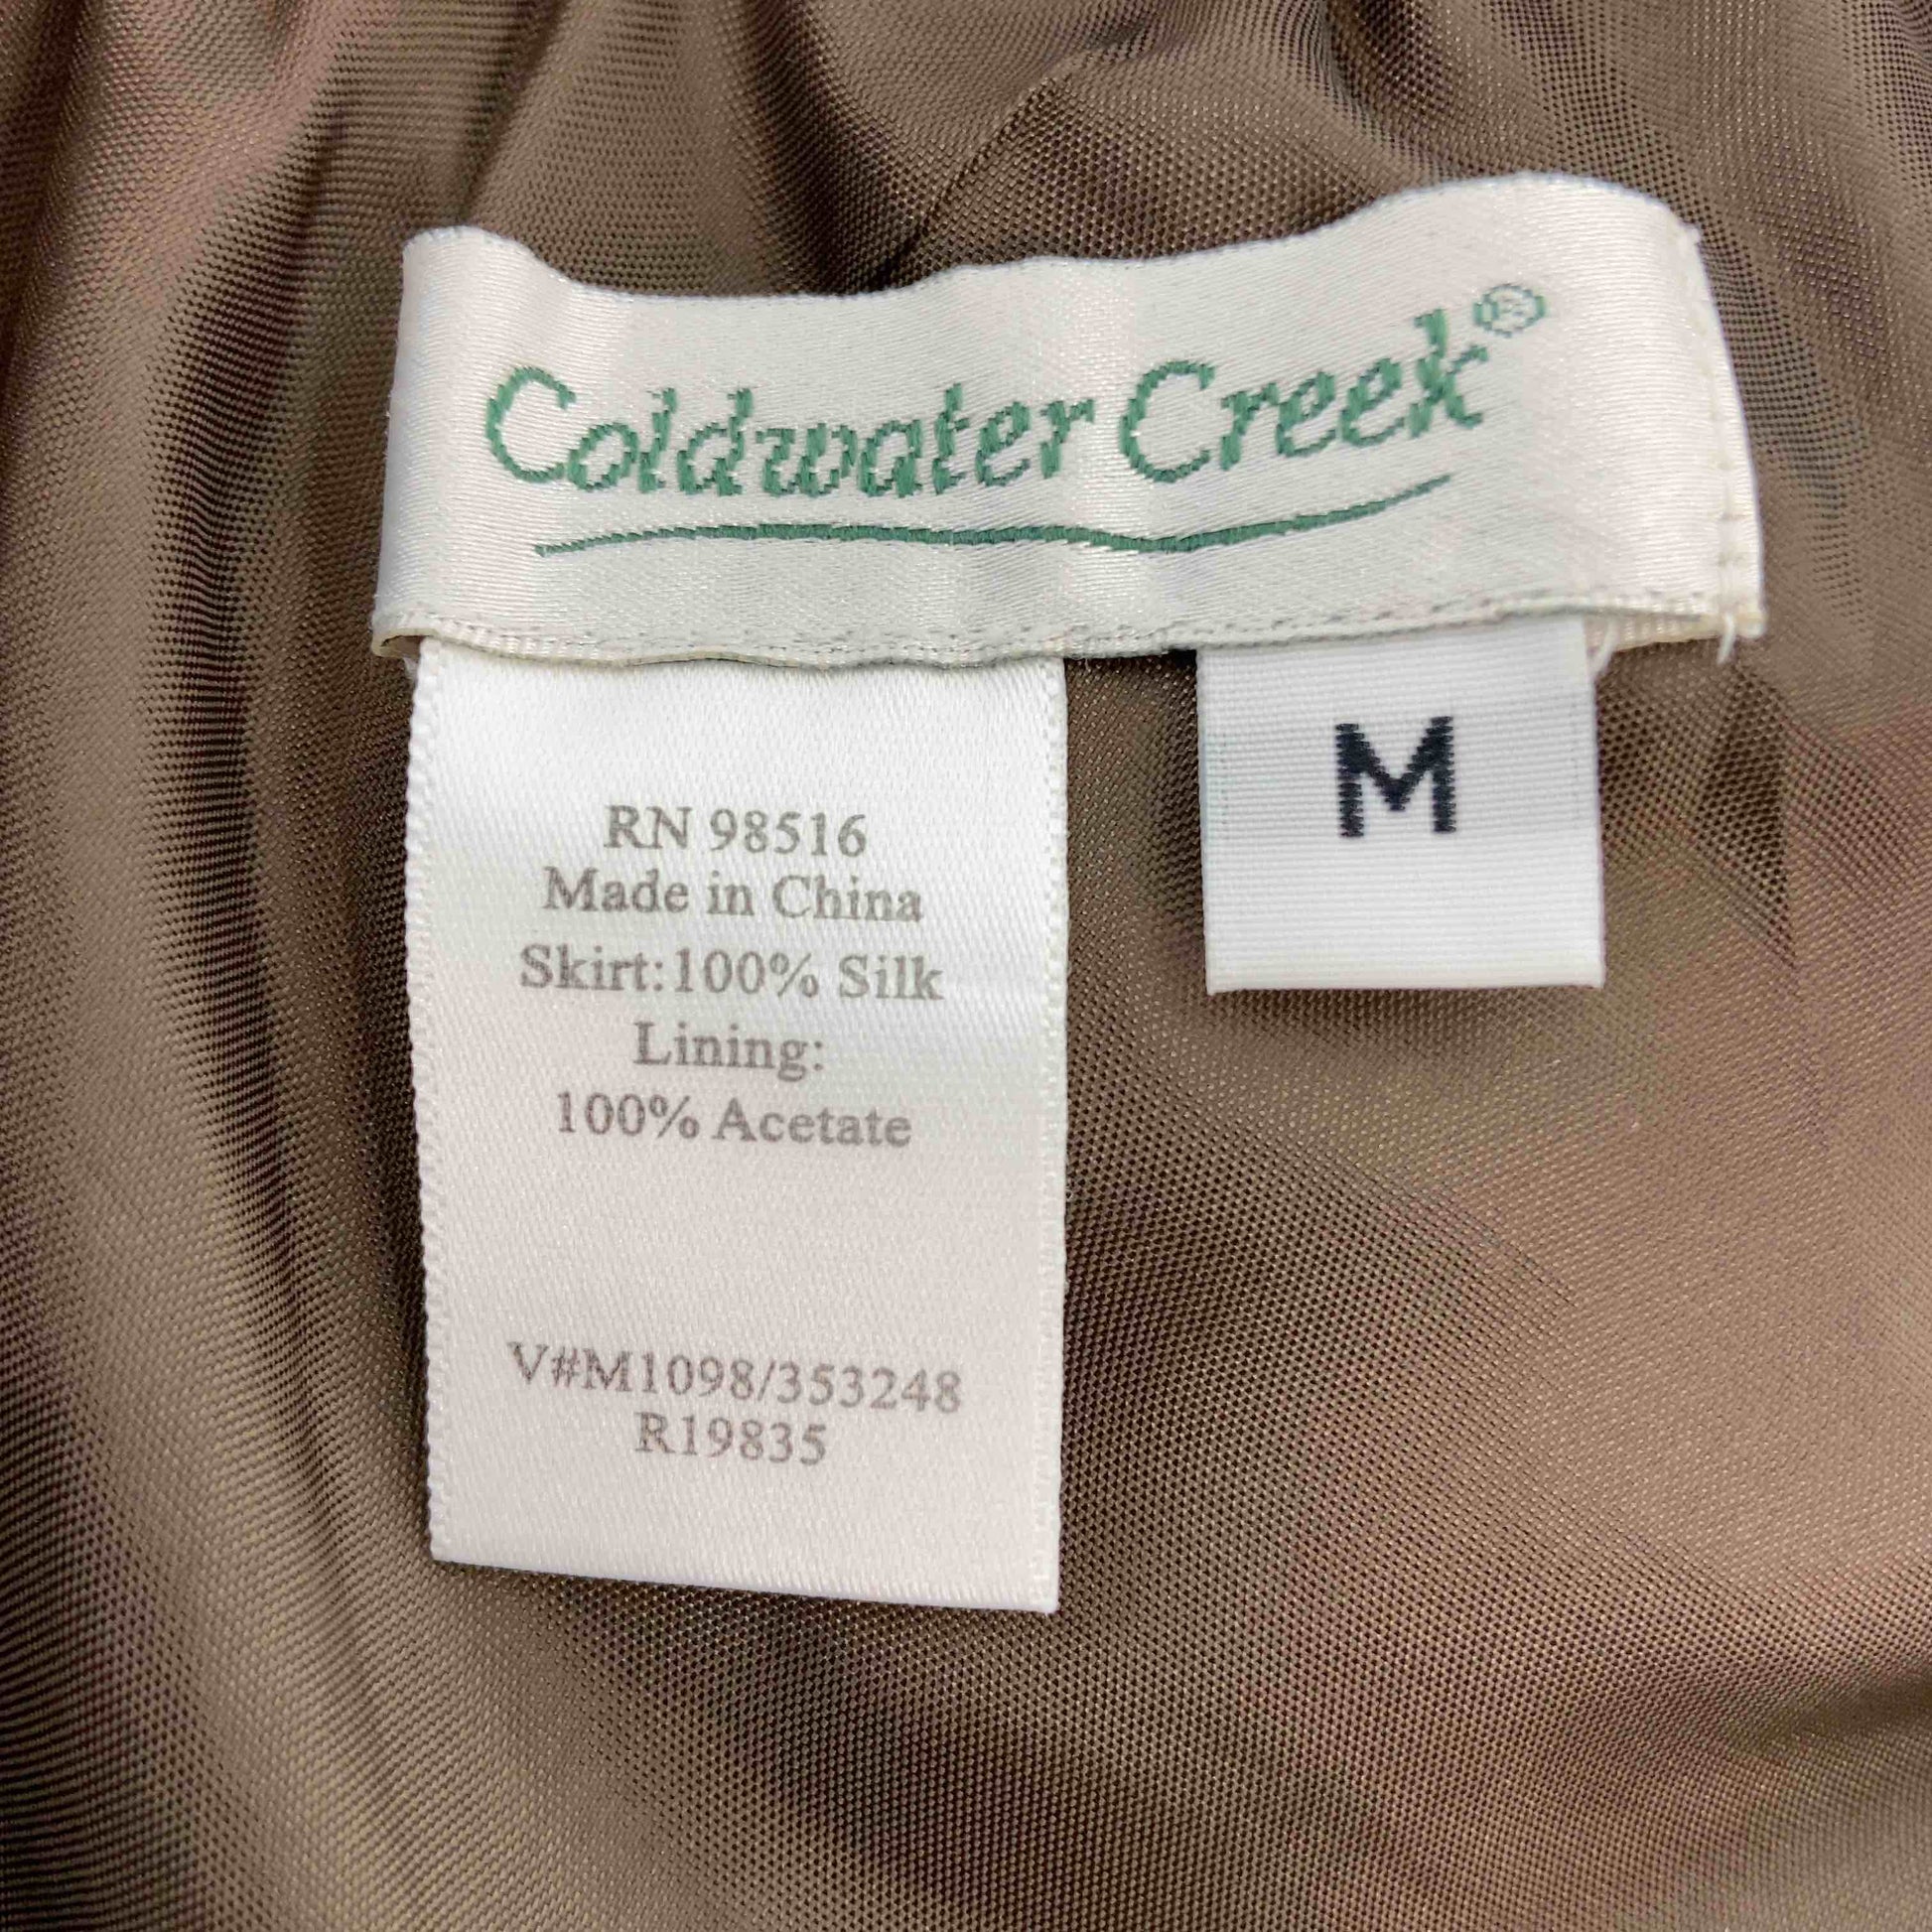 Coldwater Creek®
M
RN 98516
Made in China
Skirt:100% Silk
Lining:
100% Acetate
V#M1098/353248
R19835